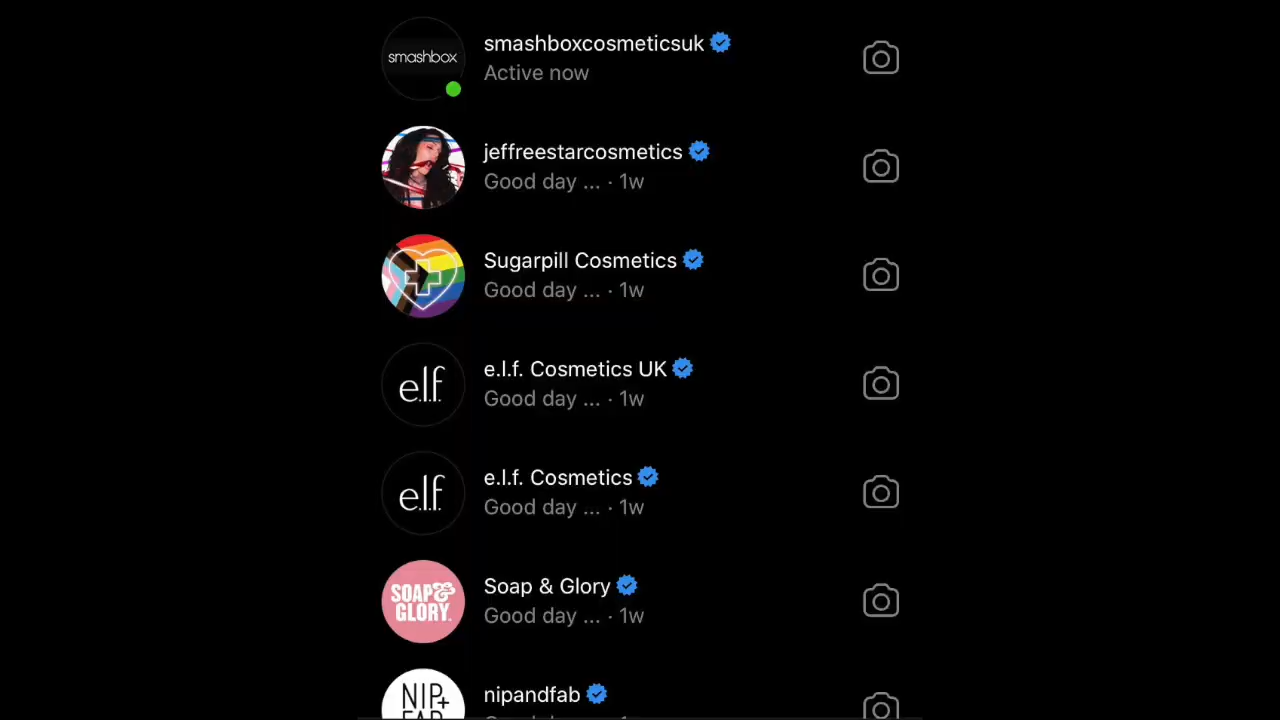 smashbox
smashboxcosmeticsuk
Active now
jeffreestarcosmetics
Good day ... · 1w
Sugarpill Cosmetics
Good day ... · 1w
e.l.f.
e.l.f. Cosmetics UK
Good day ... · 1w
e.l.f.
e.l.f. Cosmetics
Good day ... · 1w
SOAP &
GLORY.
Soap & Glory
Good day ... · 1w
NIP+
nipandfab